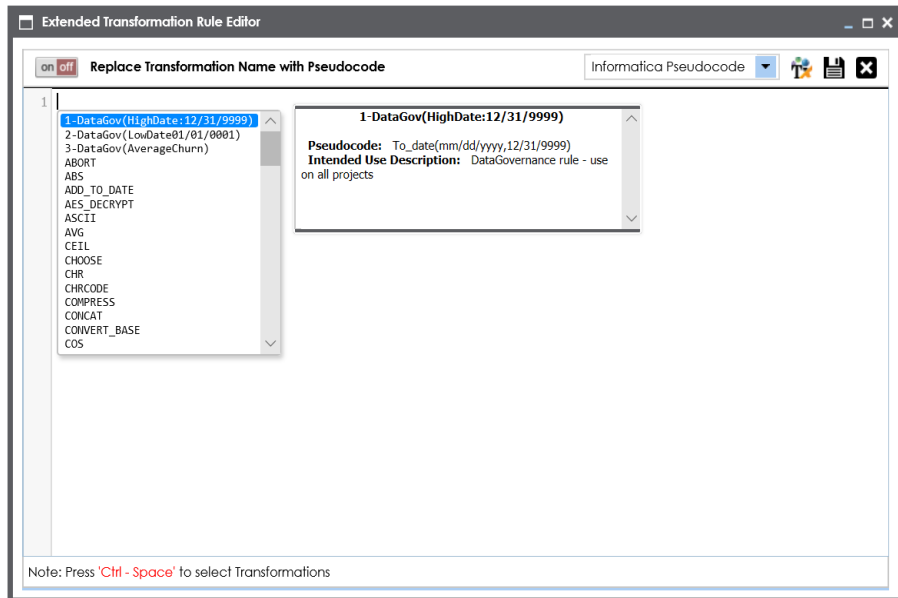 Extended Transformation Rule Editor
on off Replace Transformation Name with Pseudocode Informatica Pseudocode
1
1-DataGov(HighDate:12/31/9999)
2-DataGov(LowDate01/01/0001)
3-DataGov(AverageChurn)
ABORT
ABS
ADD_TO_DATE
AES_DECRYPT
ASCII
AVG
CEIL
CHOOSE
CHR
CHRCODE
COMPRESS
CONCAT
CONVERT_BASE
COS
1-DataGov(HighDate:12/31/9999)
Pseudocode: To_date(mm/dd/yyyy,12/31/9999)
Intended Use Description: DataGovernance rule - use
on all projects
Note: Press 'Ctrl - Space' to select Transformations